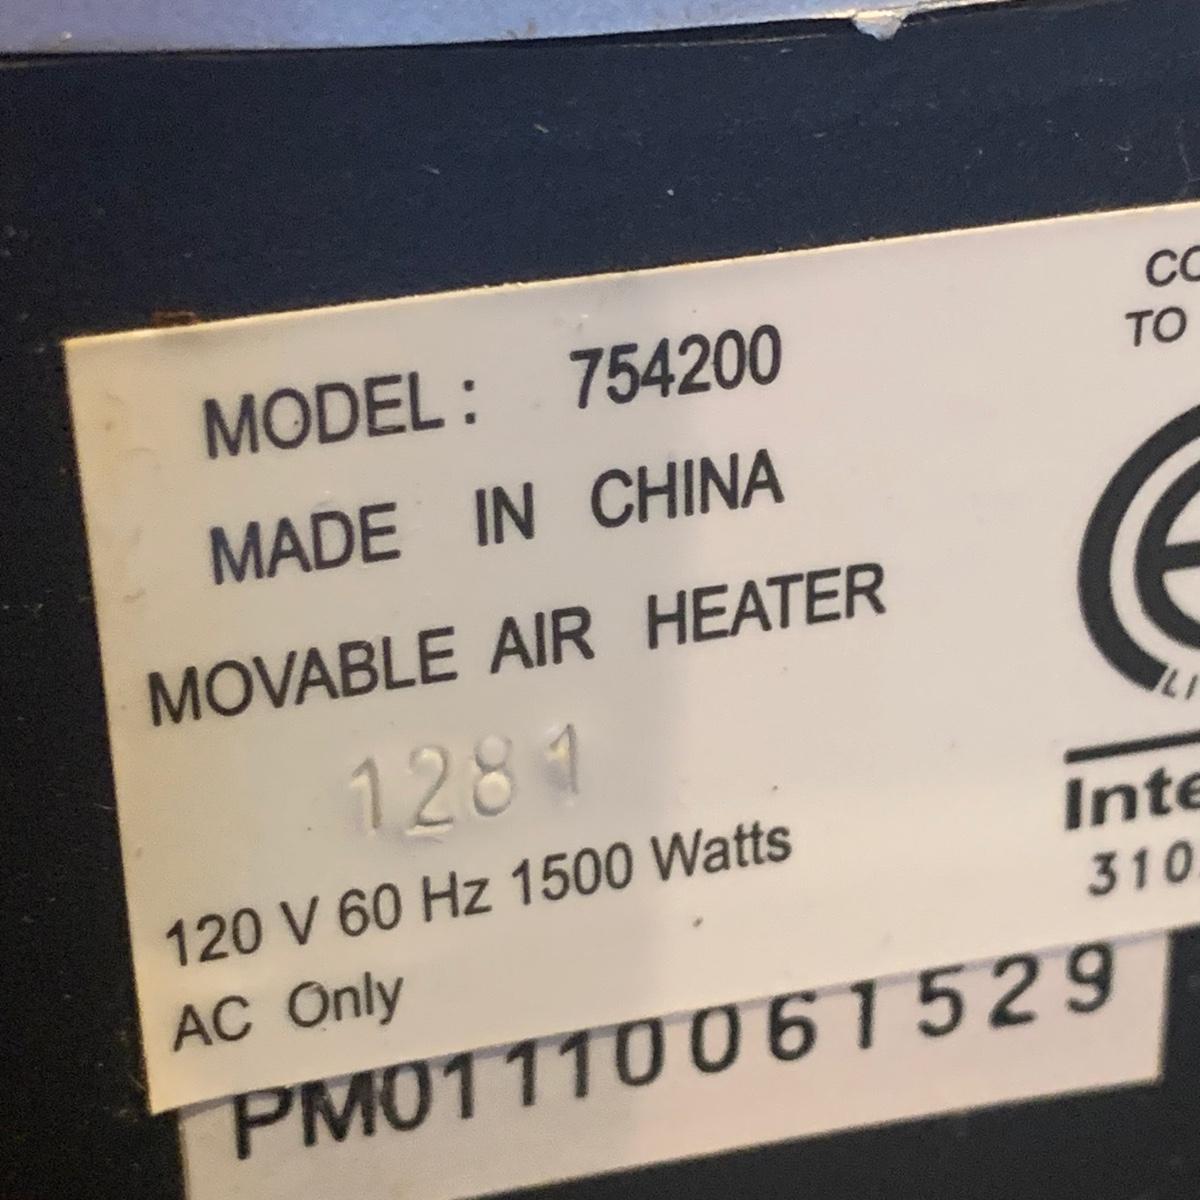 MODEL: 754200
MADE IN CHINA
MOVABLE AIR HEATER
1281
120 V 60 Hz 1500 Watts
AC Only
PM01110061529
CO
TO
LI
Inte
310